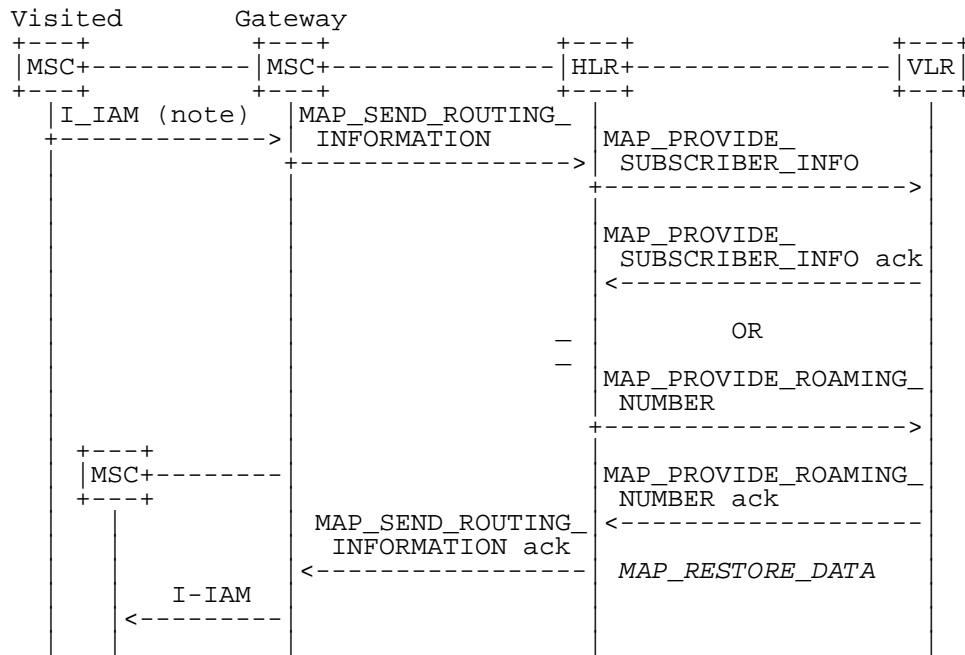 Visited Gateway
MSC MSC HLR VLR
I_IAM (note) MAP_SEND_ROUTING_
INFORMATION MAP_PROVIDE_
SUBSCRIBER_INFO
MAP_PROVIDE_
SUBSCRIBER_INFO ack
OR
MAP_PROVIDE_ROAMING_
NUMBER
MSC MAP_PROVIDE_ROAMING_
NUMBER ack
MAP_SEND_ROUTING_
INFORMATION ack
MAP_RESTORE_DATA
I-IAM